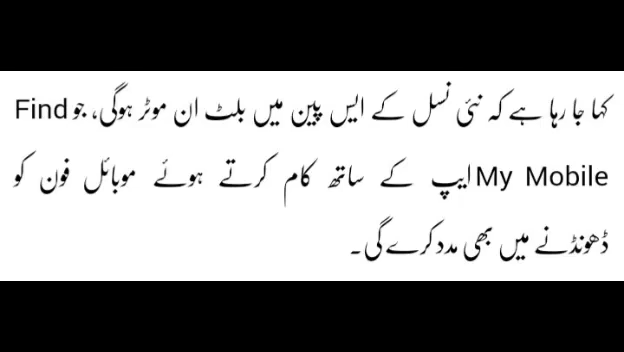 کہا جا رہا ہے کہ نئی نسل کے ایس پین میں بلٹ ان موٹر ہوگی، جو Find
My Mobile ایپ کے ساتھ کام کرتے ہوئے موبائل فون کو
ڈھونڈنے میں بھی مدد کرے گی۔